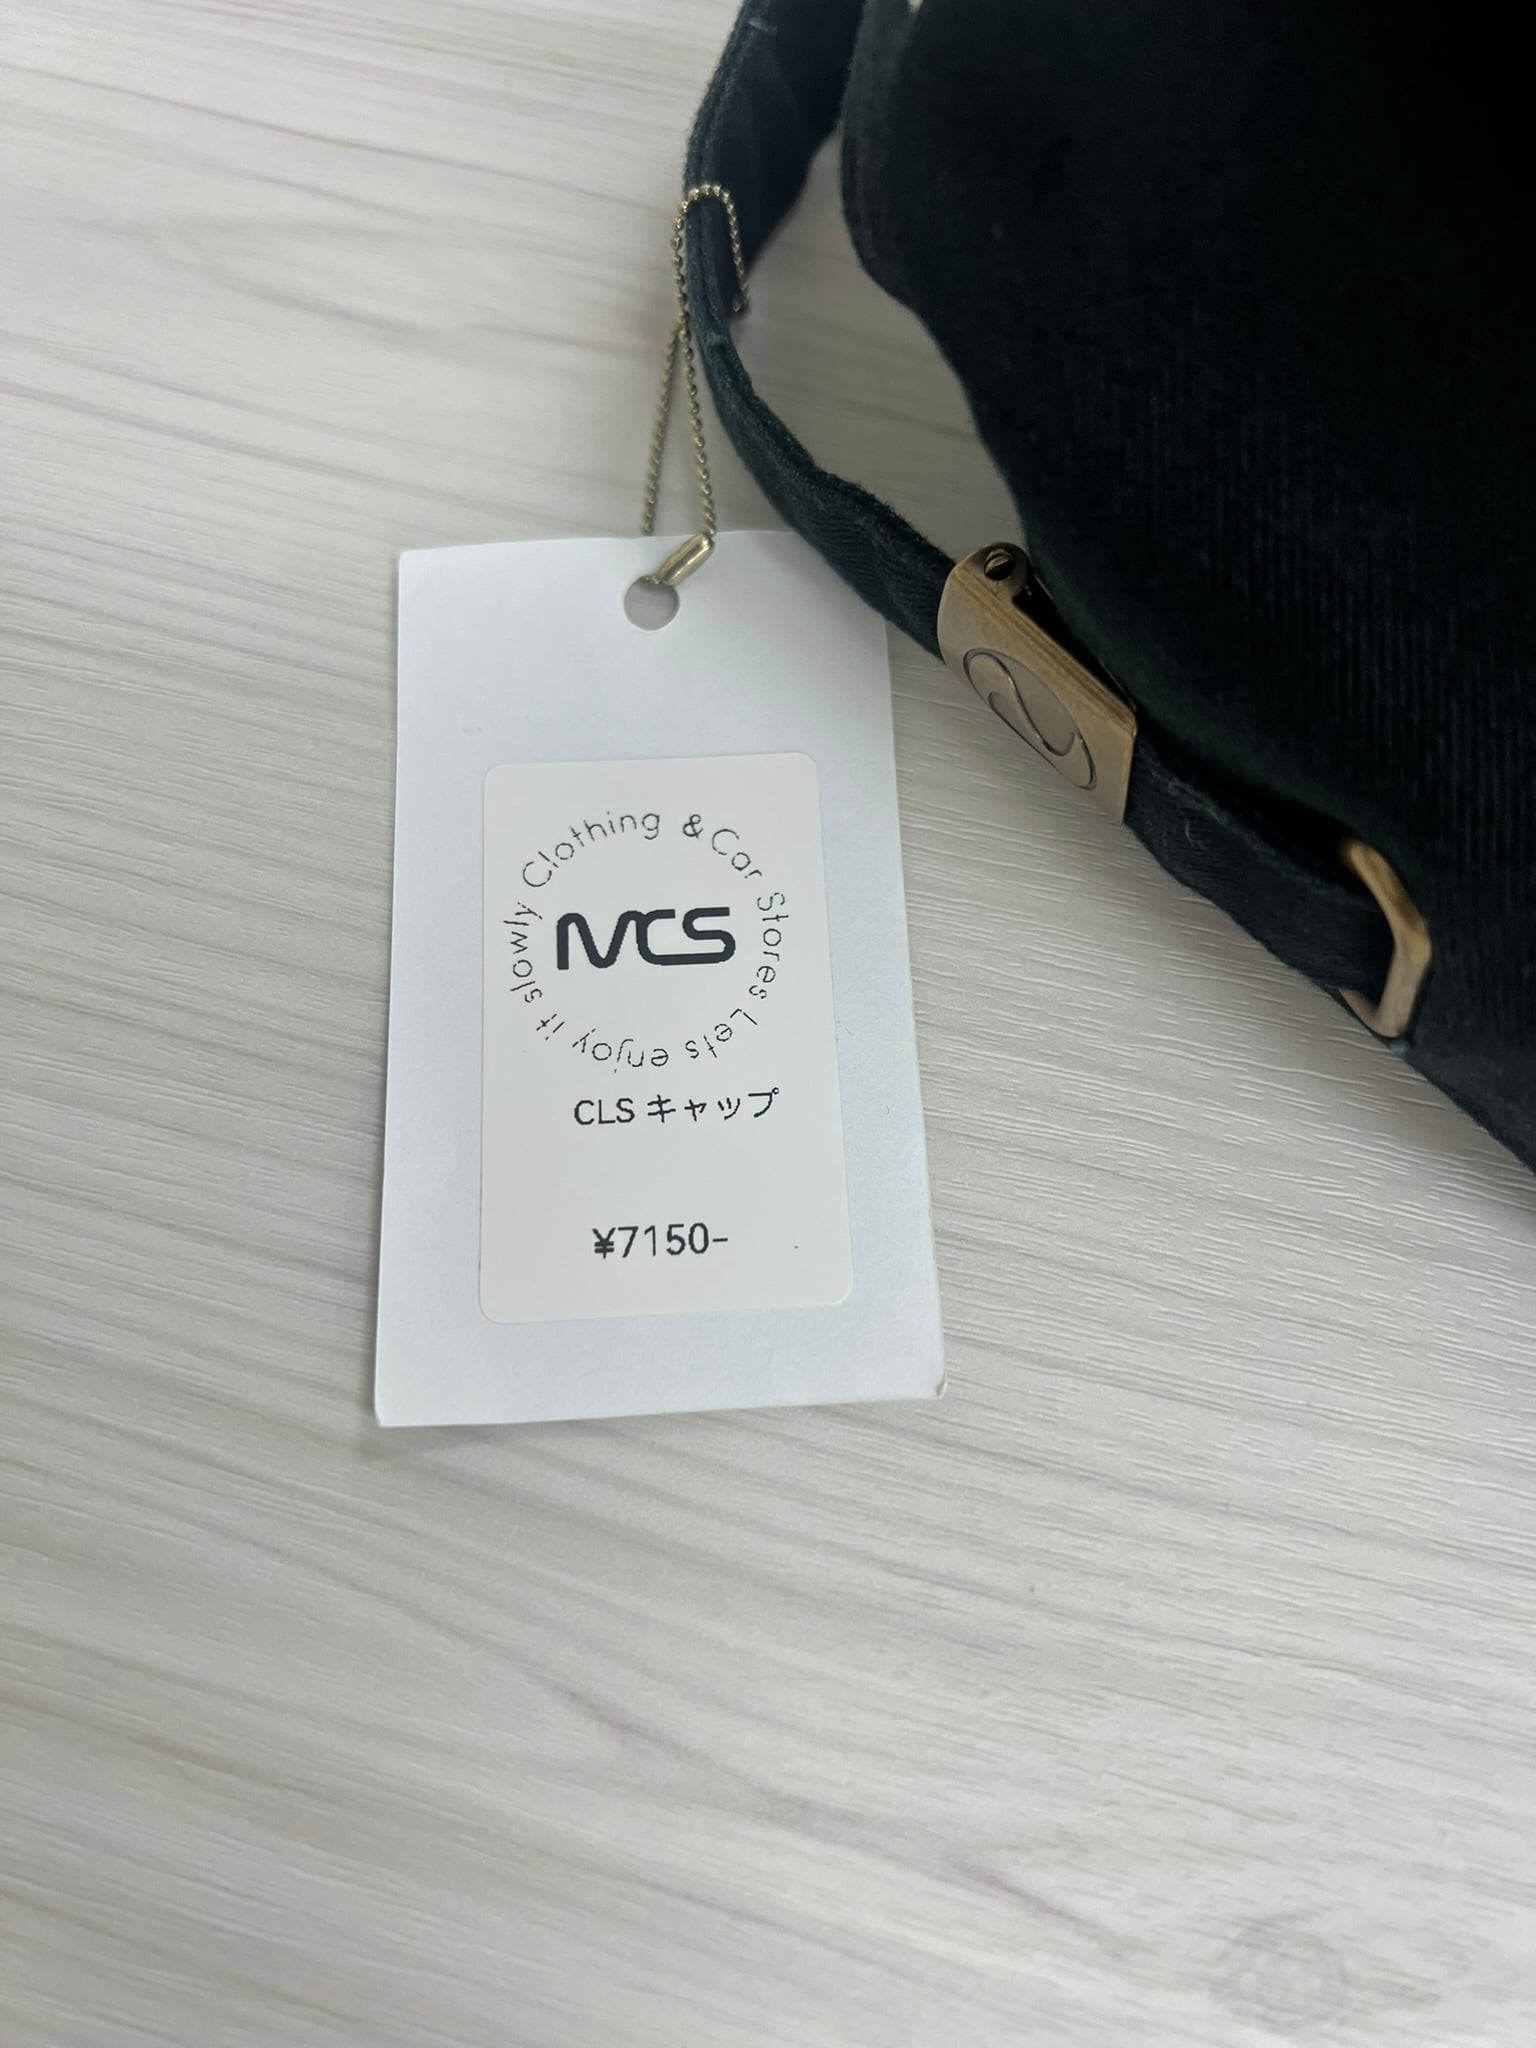 Clothing & Car Stores Lets enjoy it slowly
MCS
CLS キャップ
¥7150-